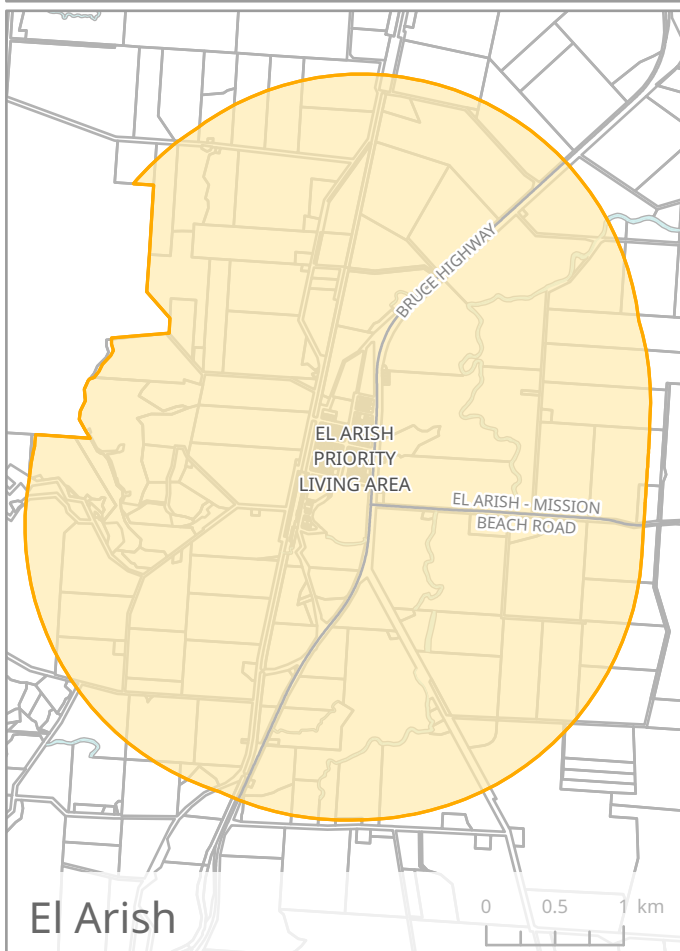 BRUCE HIGHWAY
EL ARISH
PRIORITY
LIVING AREA
EL ARISH - MISSION
BEACH ROAD
El Arish
0 0.5 1 km